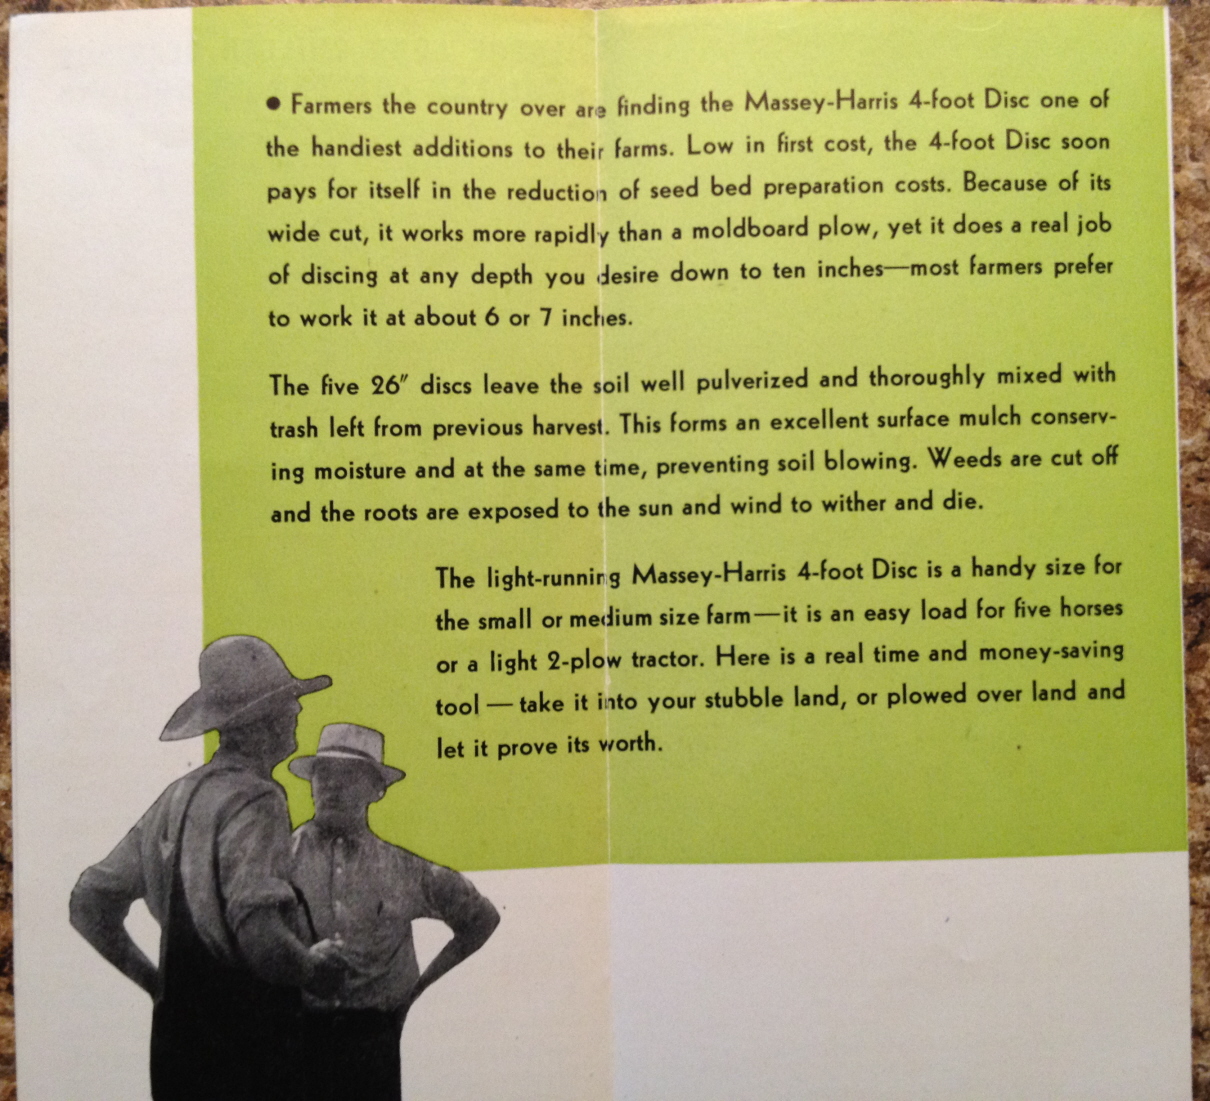 ● Farmers the country over are finding the Massey-Harris 4-foot Disc one of
the handiest additions to their farms. Low in first cost, the 4-foot Disc soon
pays for itself in the reduction of seed bed preparation costs. Because of its
wide cut, it works more rapidly than a moldboard plow, yet it does a real job
of discing at any depth you desire down to ten inches—most farmers prefer
to work it at about 6 or 7 inches.
The five 26″ discs leave the soil well pulverized and thoroughly mixed with
trash left from previous harvest. This forms an excellent surface mulch conserv-
ing moisture and at the same time, preventing soil blowing. Weeds are cut off
and the roots are exposed to the sun and wind to wither and die.
The light-running Massey-Harris 4-foot Disc is a handy size for
the small or medium size farm—it is an easy load for five horses
or a light 2-plow tractor. Here is a real time and money-saving
tool — take it into your stubble land, or plowed over land and
let it prove its worth.